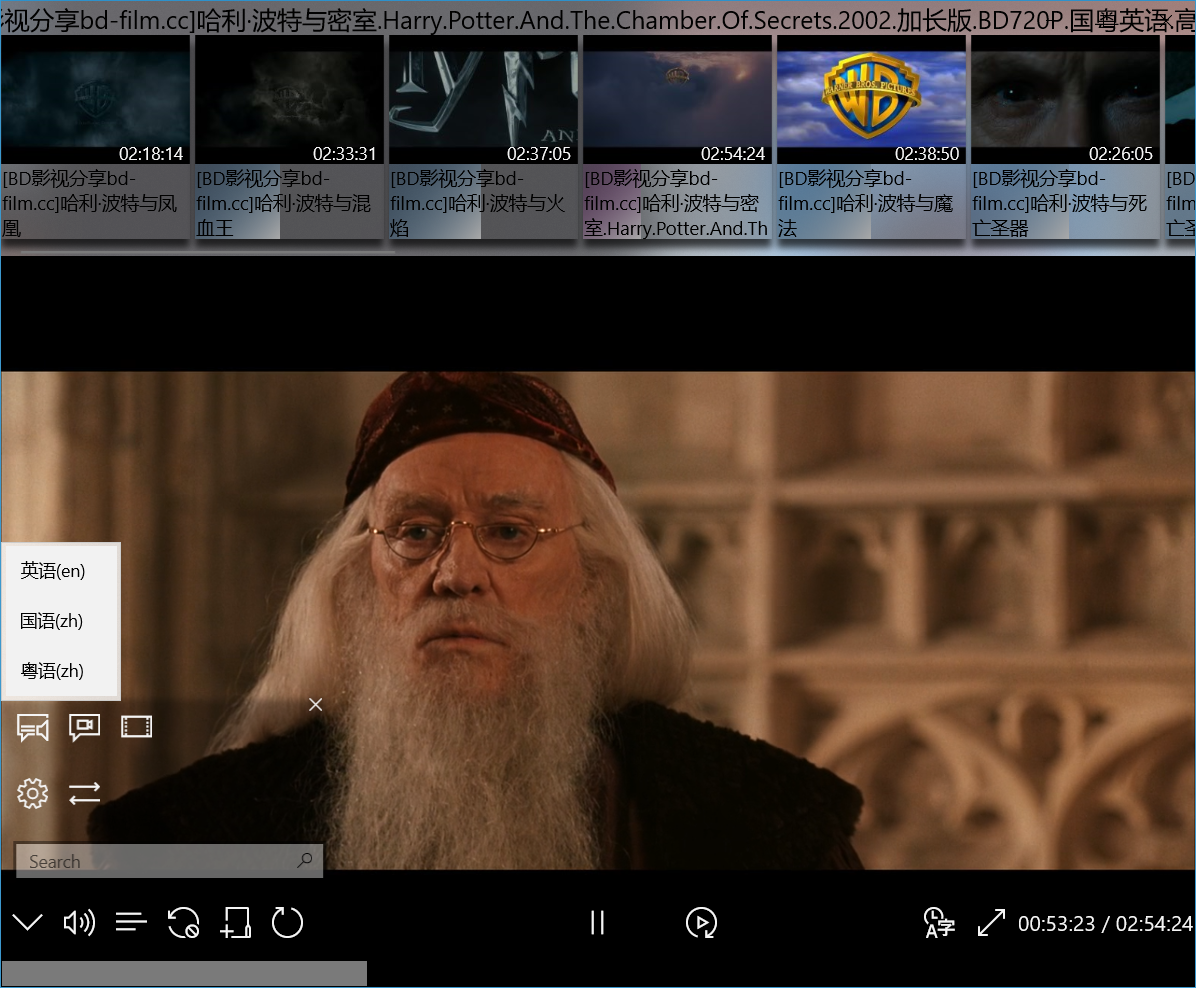 视分享bd-film.cc]哈利·波特与密室.Harry.Potter.And.The.Chamber.Of.Secrets.2002.加长版.BD720P.国粤英语高
02:18:14
02:33:31
AN
02:37:05
02:54:24
WB
WARNER BROS. PICTURES
02:38:50
02:26:05
[BD影视分享bd-
film.cc]哈利·波特与凤
凰
[BD影视分享bd-
film.cc]哈利·波特与混
血王
[BD影视分享bd-
film.cc]哈利·波特与火
焰
[BD影视分享bd-
film.cc]哈利·波特与密
室.Harry.Potter.And.Th
[BD影视分享bd-
film.cc]哈利·波特与魔
法
[BD影视分享bd-
film.cc]哈利·波特与死
亡圣器
[BD
film
亡圣
英语(en)
国语(zh)
粤语(zh)
Search
A字
00:53:23 / 02:54:24